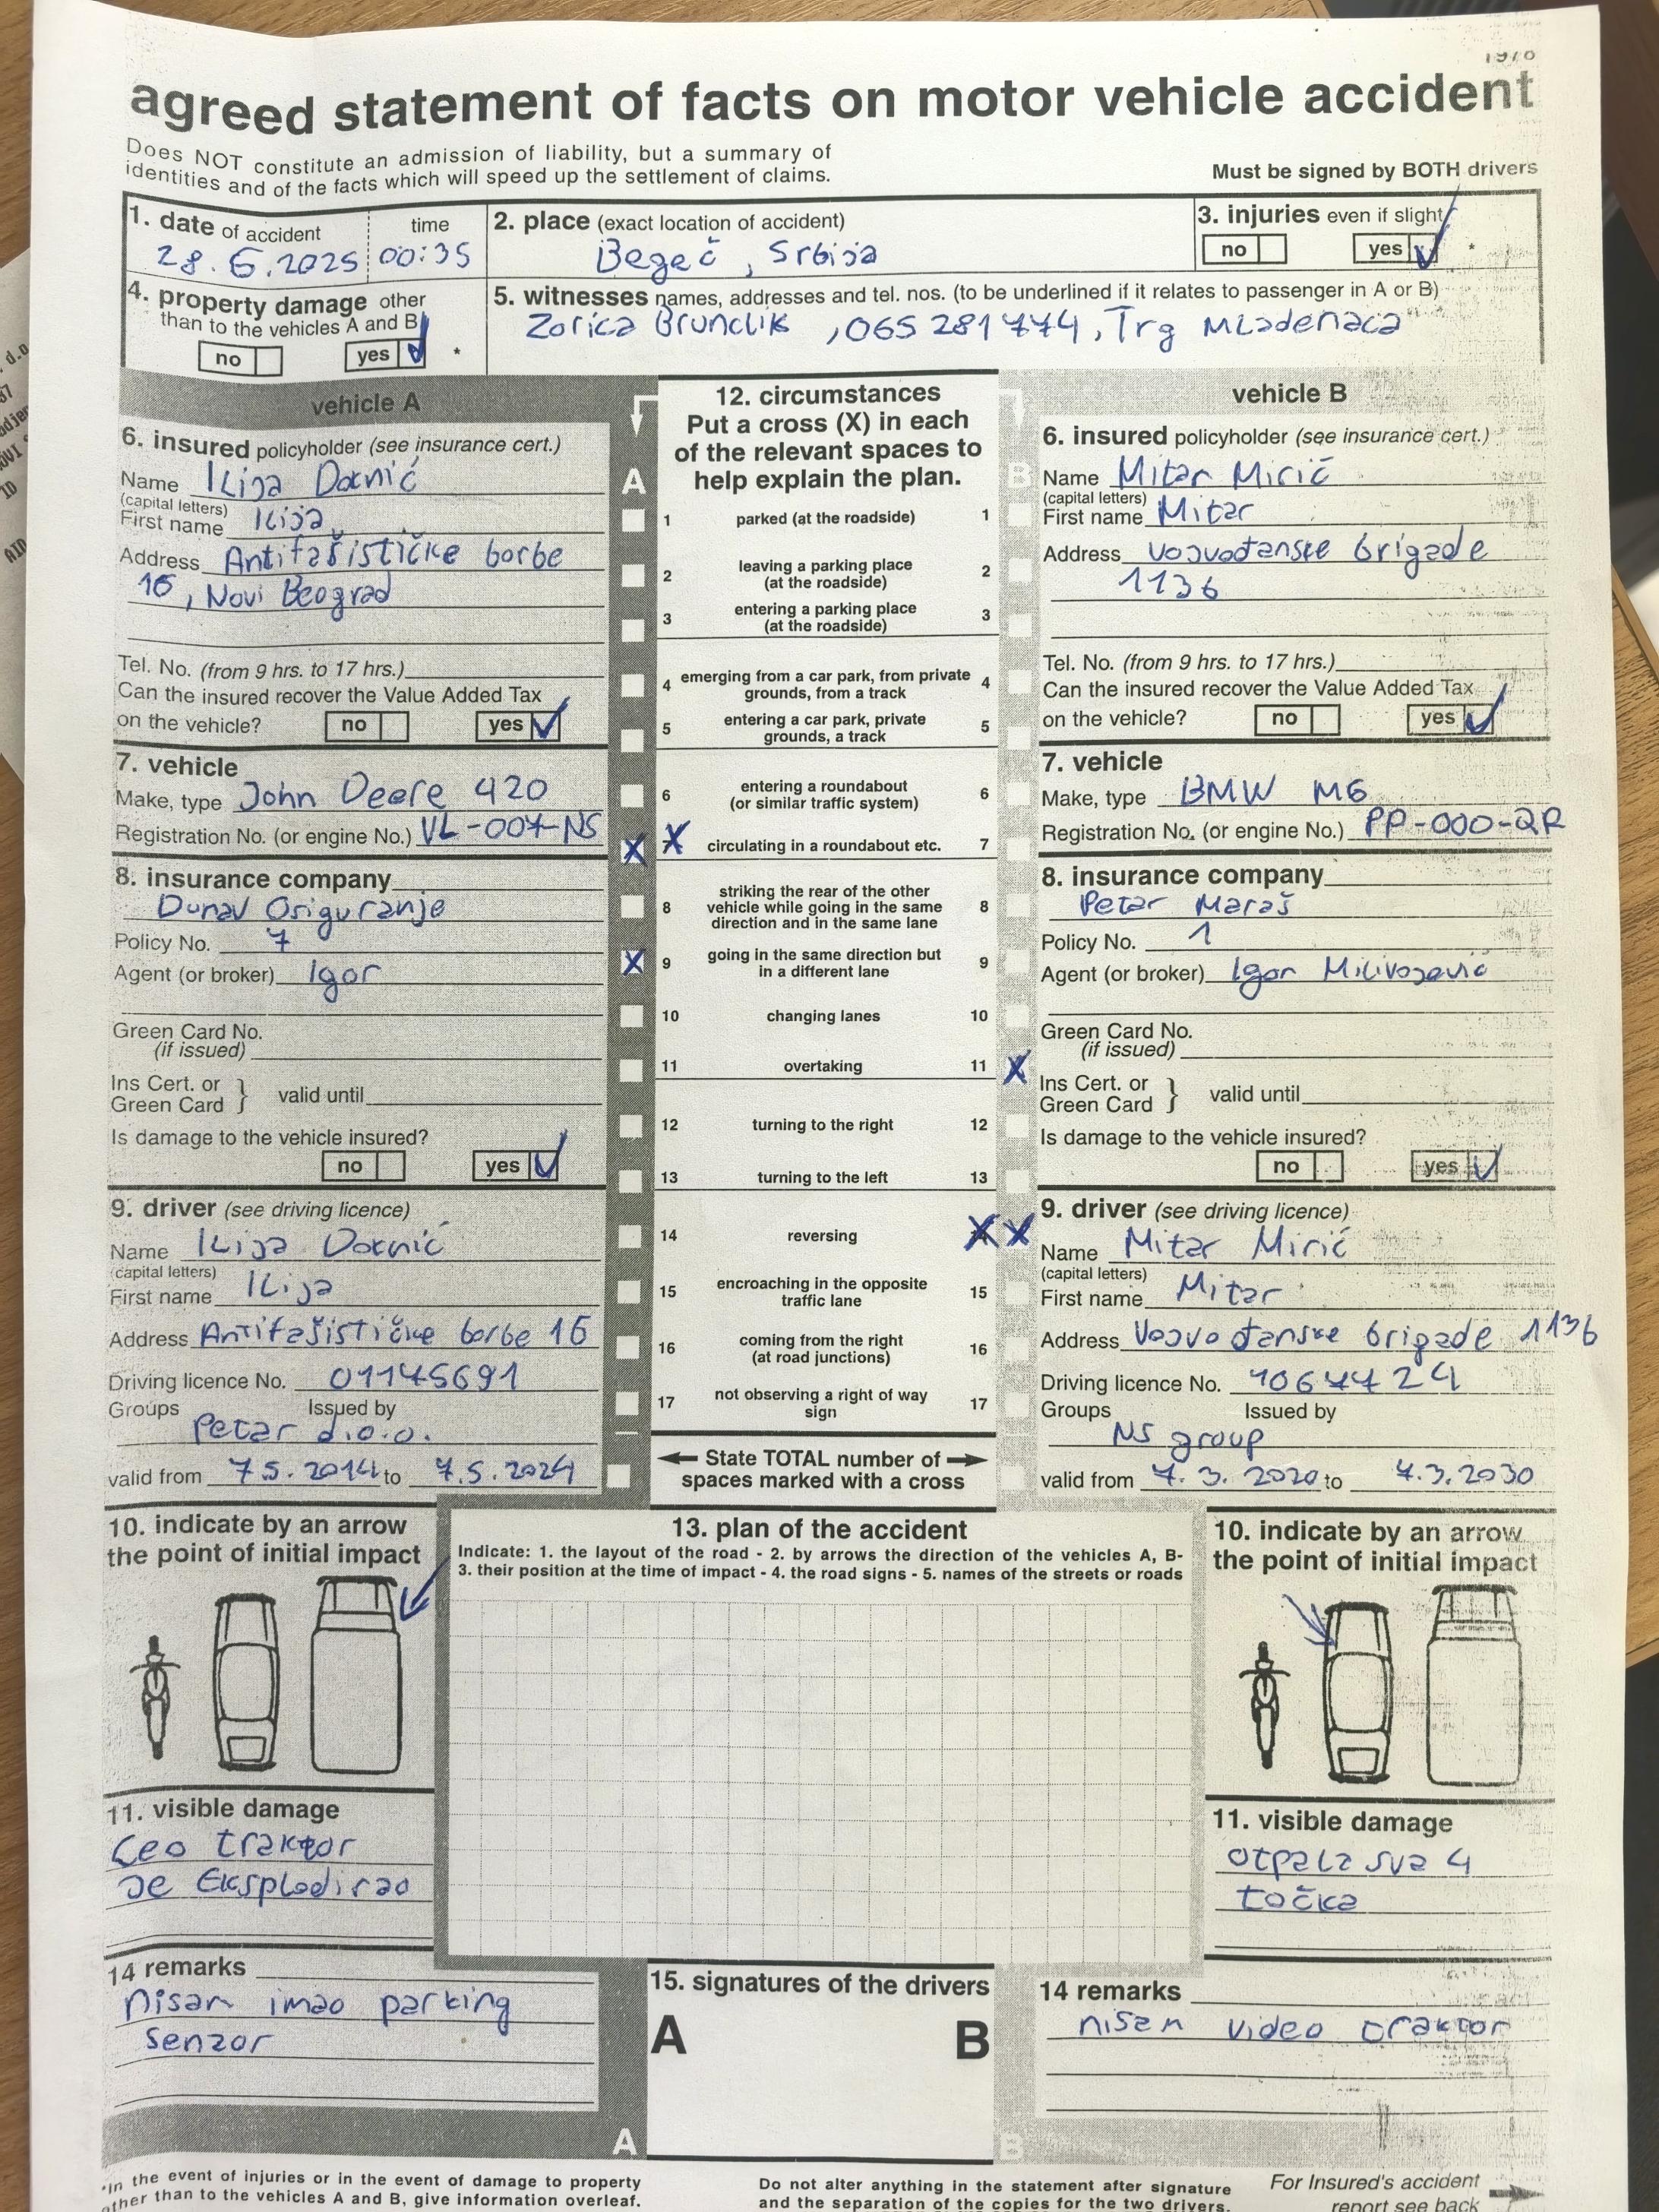 agreed statement of facts on motor vehicle accident
Does NOT constitute an admission of liability, but a summary of
identities and of the facts which will speed up the settlement of claims.
Must be signed by BOTH drivers
1. date of accident time
28.6.2025 00:35
2. place (exact location of accident)
Begeč, Srbija
3. injuries even if slight
no yes *
4. property damage other
than to the vehicles A and B
no yes *
5. witnesses names, addresses and tel. nos. (to be underlined if it relates to passenger in A or B)
Zorica Brunclik, 065 281 774, Trg Mladenaca
vehicle A
6. insured policyholder (see insurance cert.)
Name Ilija Doknić
(capital letters)
First name Ilija
Address Antifašističke borbe
16, Novi Beograd
Tel. No. (from 9 hrs. to 17 hrs.)
Can the insured recover the Value Added Tax
on the vehicle? no yes
7. vehicle
Make, type John Deere 420
Registration No. (or engine No.) VL-007-NS
8. insurance company
Dunav Osiguranje
Policy No. 7
Agent (or broker) Igor
Green Card No.
(if issued)
Ins Cert. or
Green Card } valid until
Is damage to the vehicle insured?
no yes
9. driver (see driving licence)
Name Ilija Doknić
(capital letters)
First name Ilija
Address Antifašističke borbe 16
Driving licence No. 01145691
Groups Issued by
Petar d.o.o.
valid from 7.5.2014 to 7.5.2024
10. indicate by an arrow
the point of initial impact
11. visible damage
Ceo traktor
je Eksplodirao
14 remarks
nisam imao parking
senzor
12. circumstances
Put a cross (X) in each
of the relevant spaces to
help explain the plan.
A B
1 parked (at the roadside) 1
2 leaving a parking place 2
(at the roadside)
3 entering a parking place 3
(at the roadside)
4 emerging from a car park, from private 4
grounds, from a track
5 entering a car park, private 5
grounds, a track
6 entering a roundabout 6
(or similar traffic system)
X X circulating in a roundabout etc. 7
8 striking the rear of the other 8
vehicle while going in the same
direction and in the same lane
X 9 going in the same direction but 9
in a different lane
10 changing lanes 10
11 overtaking 11 X
12 turning to the right 12
13 turning to the left 13
14 reversing X X
15 encroaching in the opposite 15
traffic lane
16 coming from the right 16
(at road junctions)
17 not observing a right of way 17
sign
State TOTAL number of
spaces marked with a cross
13. plan of the accident
Indicate: 1. the layout of the road - 2. by arrows the direction of the vehicles A, B-
3. their position at the time of impact - 4. the road signs - 5. names of the streets or roads
15. signatures of the drivers
A B
vehicle B
6. insured policyholder (see insurance cert.)
Name Mitar Mirić
(capital letters)
First name Mitar
Address Vojvođanske brigade
1136
Tel. No. (from 9 hrs. to 17 hrs.)
Can the insured recover the Value Added Tax
on the vehicle? no yes
7. vehicle
Make, type BMW M6
Registration No. (or engine No.) PP-000-QR
8. insurance company
Petar Maraš
Policy No. 1
Agent (or broker) Igor Milivojević
Green Card No.
(if issued)
Ins Cert. or
Green Card } valid until
Is damage to the vehicle insured?
no yes
9. driver (see driving licence)
Name Mitar Mirić
(capital letters)
First name Mitar
Address Vojvođanske brigade 1136
Driving licence No. 1067724
Groups Issued by
NS group
valid from 7.3.2020 to 7.3.2030
10. indicate by an arrow
the point of initial impact
11. visible damage
otpala sva 4
točka
14 remarks
nisam video traktor
A B
*In the event of injuries or in the event of damage to property
other than to the vehicles A and B, give information overleaf.
Do not alter anything in the statement after signature
and the separation of the copies for the two drivers.
For Insured's accident
report see back